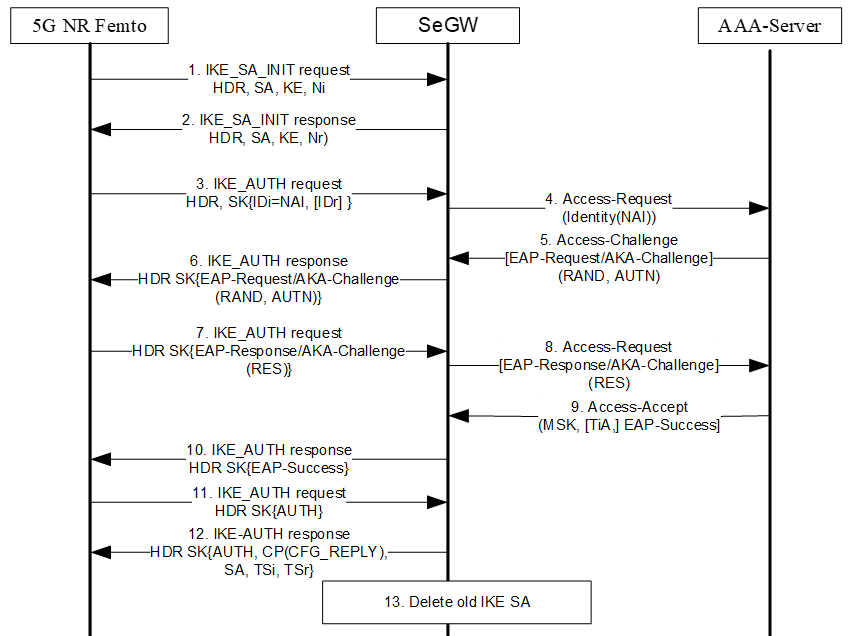 5G NR Femto
SeGW
AAA-Server
1. IKE_SA_INIT request
HDR, SA, KE, Ni
2. IKE_SA_INIT response
HDR, SA, KE, Nr)
3. IKE_AUTH request
HDR, SK{IDi=NAI, [IDr] }
4. Access-Request
(Identity(NAI))
5. Access-Challenge
[EAP-Request/AKA-Challenge]
(RAND, AUTN)
6. IKE_AUTH response
HDR SK{EAP-Request/AKA-Challenge
(RAND, AUTN)}
7. IKE_AUTH request
HDR SK{EAP-Response/AKA-Challenge
(RES)}
8. Access-Request
[EAP-Response/AKA-Challenge]
(RES)
9. Access-Accept
(MSK, [TiA,] EAP-Success]
10. IKE_AUTH response
HDR SK{EAP-Success}
11. IKE_AUTH request
HDR SK{AUTH}
12. IKE-AUTH response
HDR SK{AUTH, CP(CFG_REPLY),
SA, TSi, TSr}
13. Delete old IKE SA